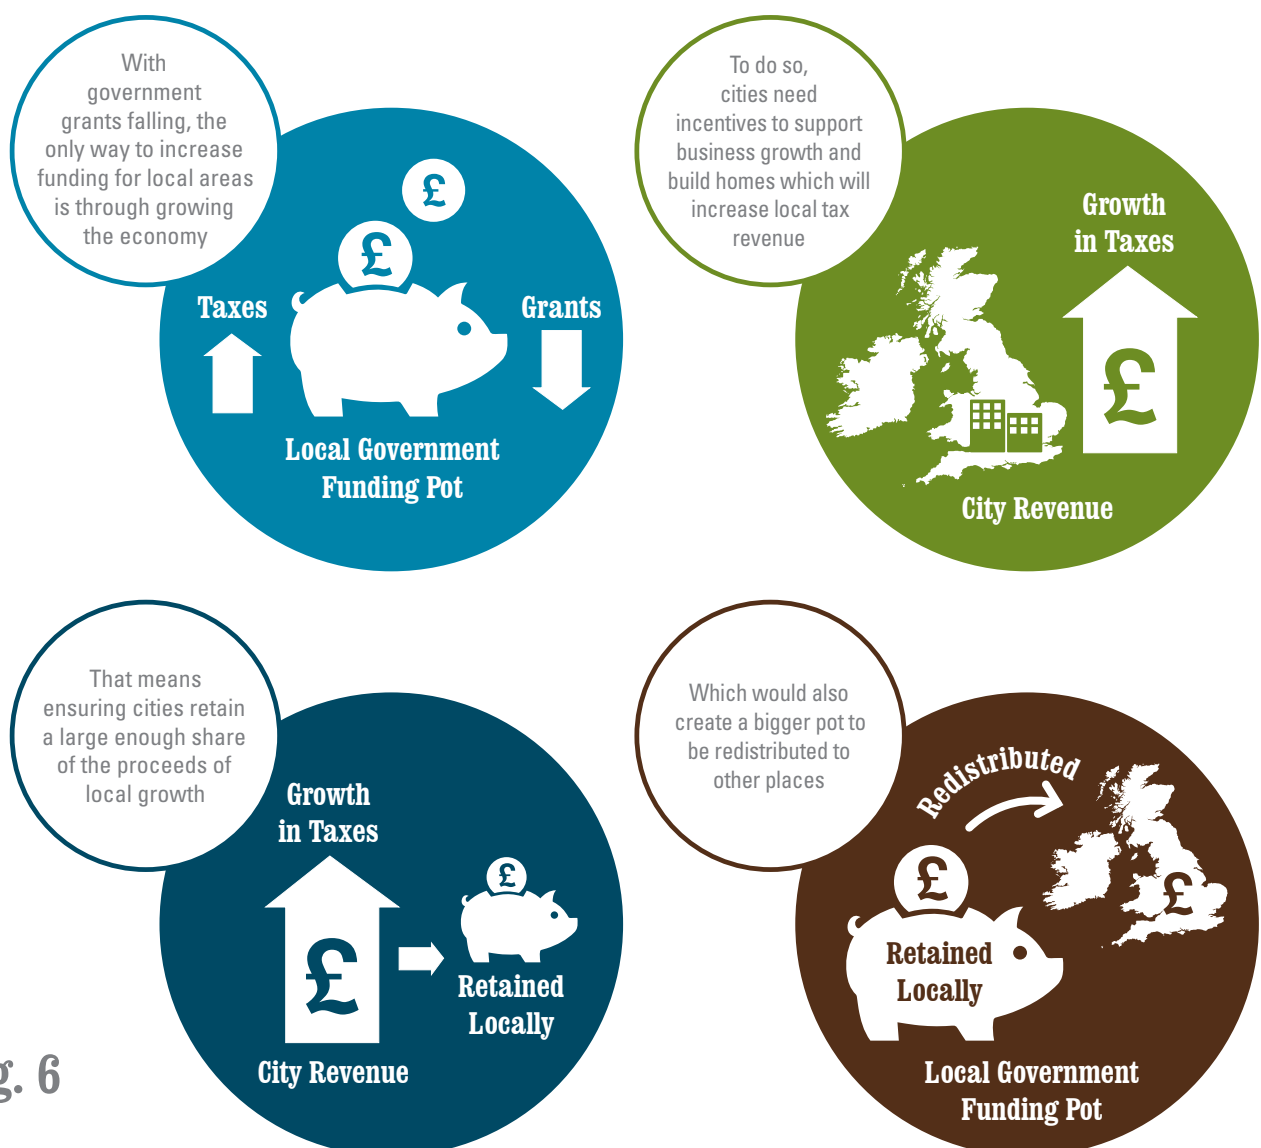 With
government
grants falling, the
only way to increase
funding for local areas
is through growing
the economy
£
£
Taxes
Grants
Local Government
Funding Pot
To do so,
cities need
incentives to support
business growth and
build homes which will
increase local tax
revenue
Growth
in Taxes
£
City Revenue
That means
ensuring cities retain
a large enough share
of the proceeds of
local growth
Growth
in Taxes
£
£
Retained
Locally
City Revenue
Which would also
create a bigger pot to
be redistributed to
other places
Redistributed
£
£
Retained
Locally
Local Government
Funding Pot
g. 6